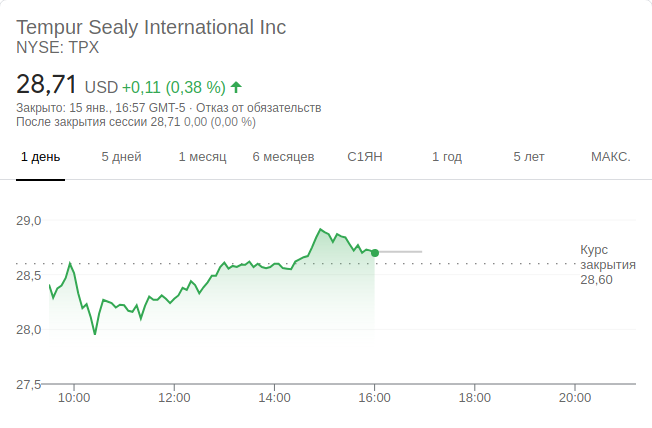 Tempur Sealy International Inc
NYSE: TPX
28,71 USD +0,11 (0,38 %)
Закрыто: 15 янв., 16:57 GMT-5 · Отказ от обязательств
После закрытия сессии 28,71 0,00 (0,00 %)
1 день 5 дней 1 месяц 6 месяцев С1ЯН 1 год 5 лет МАКС.
29,0
28,5
28,0
27,5
Курс
закрытия
28,60
10:00 12:00 14:00 16:00 18:00 20:00